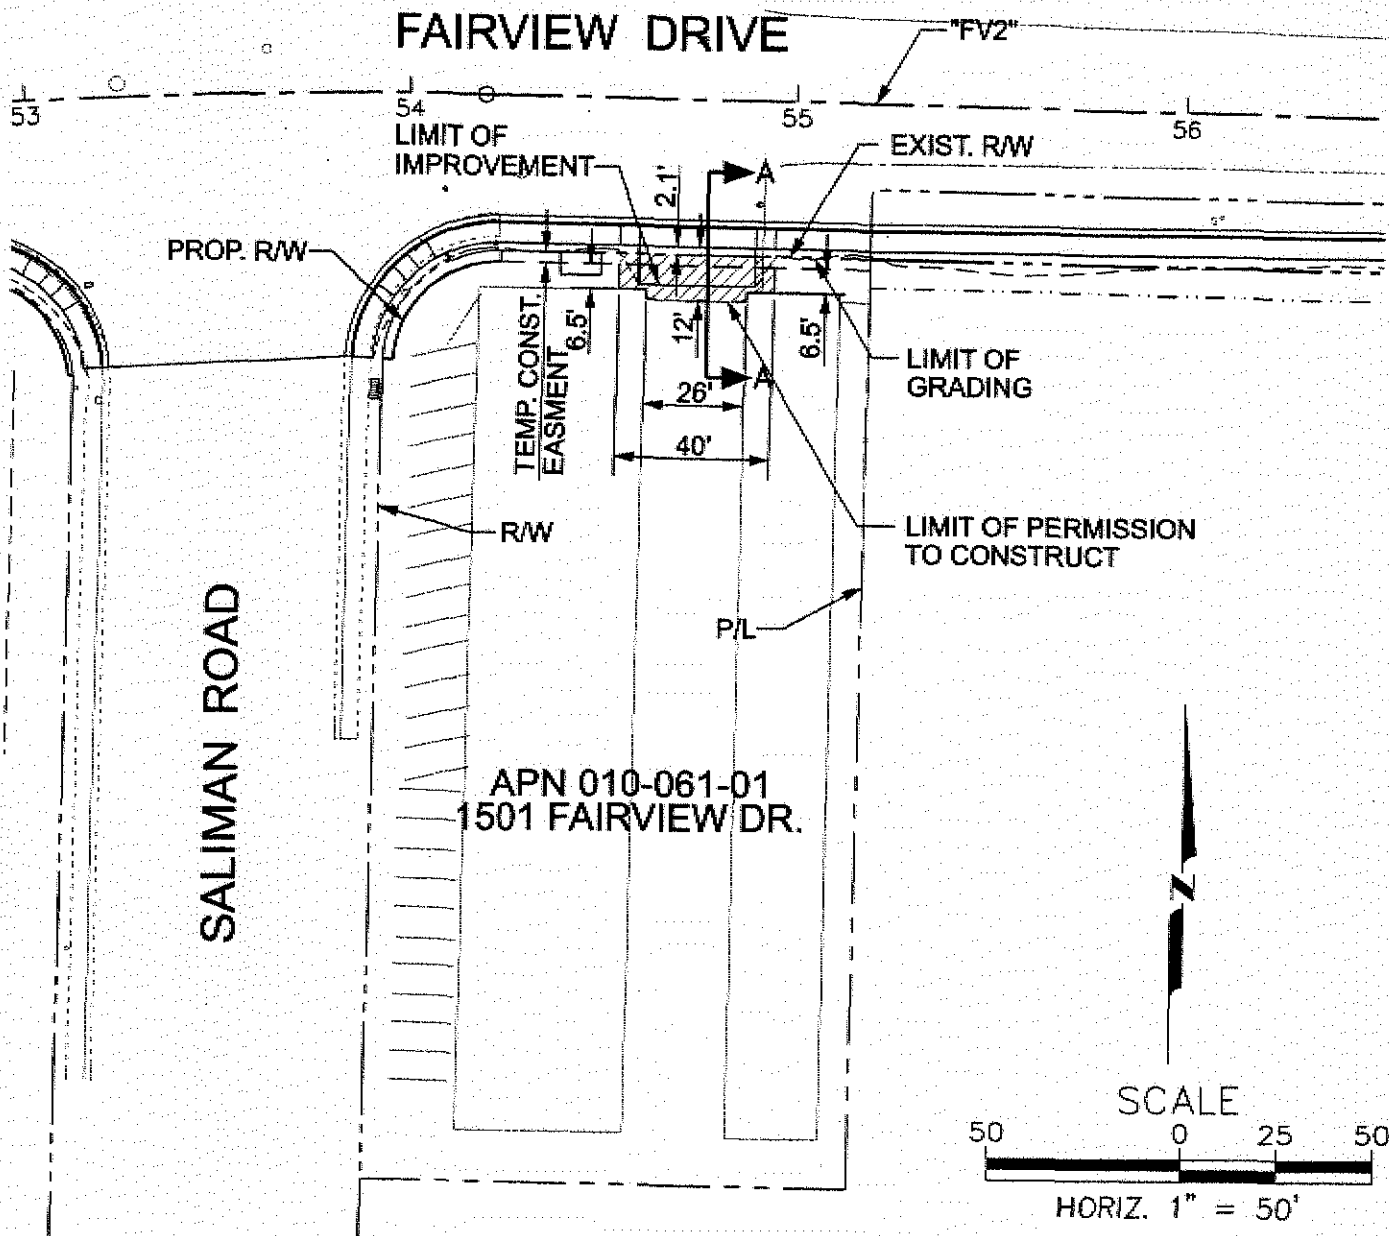 FAIRVIEW DRIVE
"FV2"
53
54
55
56
LIMIT OF
IMPROVEMENT
2.1'
A
EXIST. R/W
PROP. R/W
TEMP. CONST.
EASMENT
6.5'
12'
6.5'
A
LIMIT OF
GRADING
26'
40'
R/W
LIMIT OF PERMISSION
TO CONSTRUCT
P/L
SALIMAN ROAD
APN 010-061-01
1501 FAIRVIEW DR.
N
SCALE
50 0 25 50
HORIZ. 1" = 50'